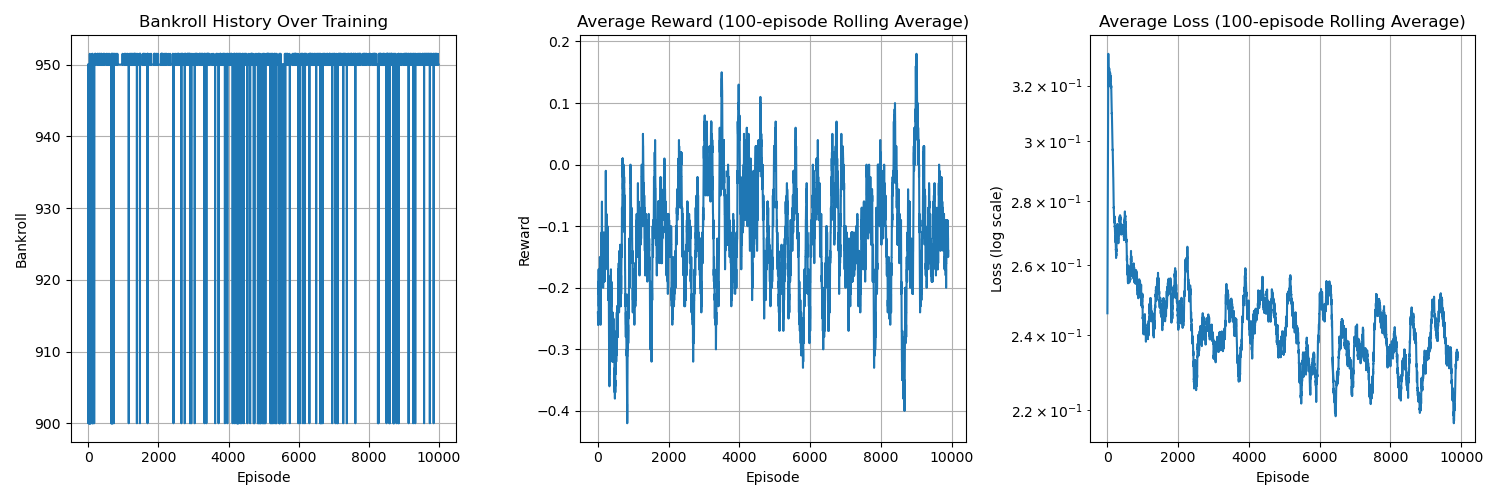 Bankroll History Over Training
Bankroll
950
940
930
920
910
900
0 2000 4000 6000 8000 10000
Episode
Average Reward (100-episode Rolling Average)
Reward
0.2
0.1
0.0
−0.1
−0.2
−0.3
−0.4
0 2000 4000 6000 8000 10000
Episode
Average Loss (100-episode Rolling Average)
Loss (log scale)
3.2 × 10⁻¹
3 × 10⁻¹
2.8 × 10⁻¹
2.6 × 10⁻¹
2.4 × 10⁻¹
2.2 × 10⁻¹
0 2000 4000 6000 8000 10000
Episode